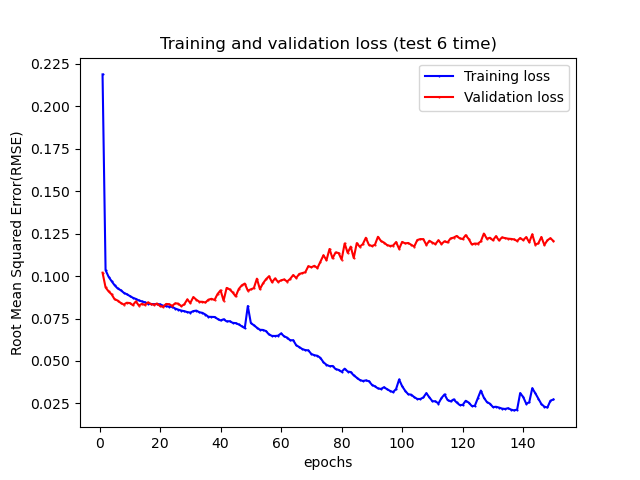 Training and validation loss (test 6 time)
Training loss
Validation loss
Root Mean Squared Error(RMSE)
0.225
0.200
0.175
0.150
0.125
0.100
0.075
0.050
0.025
0 20 40 60 80 100 120 140
epochs